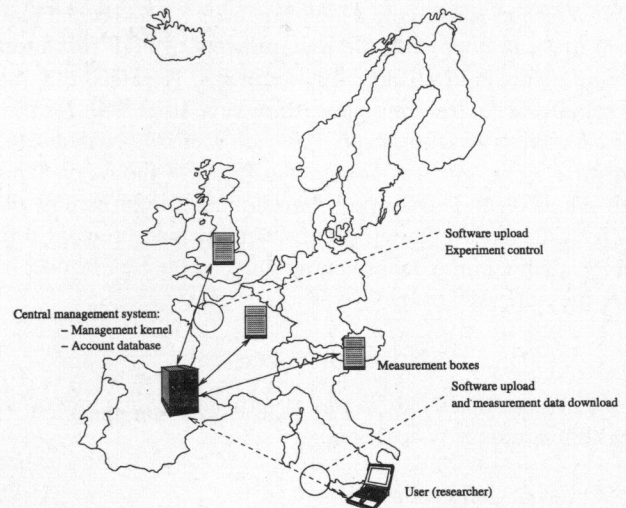 Software upload
Experiment control
Central management system:
– Management kernel
– Account database
Measurement boxes
Software upload
and measurement data download
User (researcher)